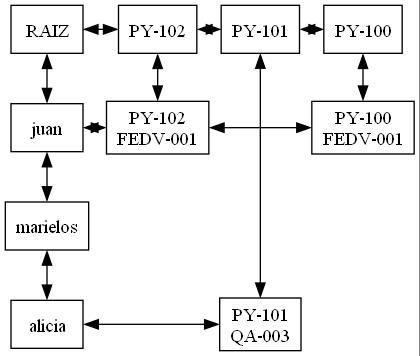 RAIZ
PY-102
PY-101
PY-100
juan
PY-102
FEDV-001
PY-100
FEDV-001
marielos
alicia
PY-101
QA-003